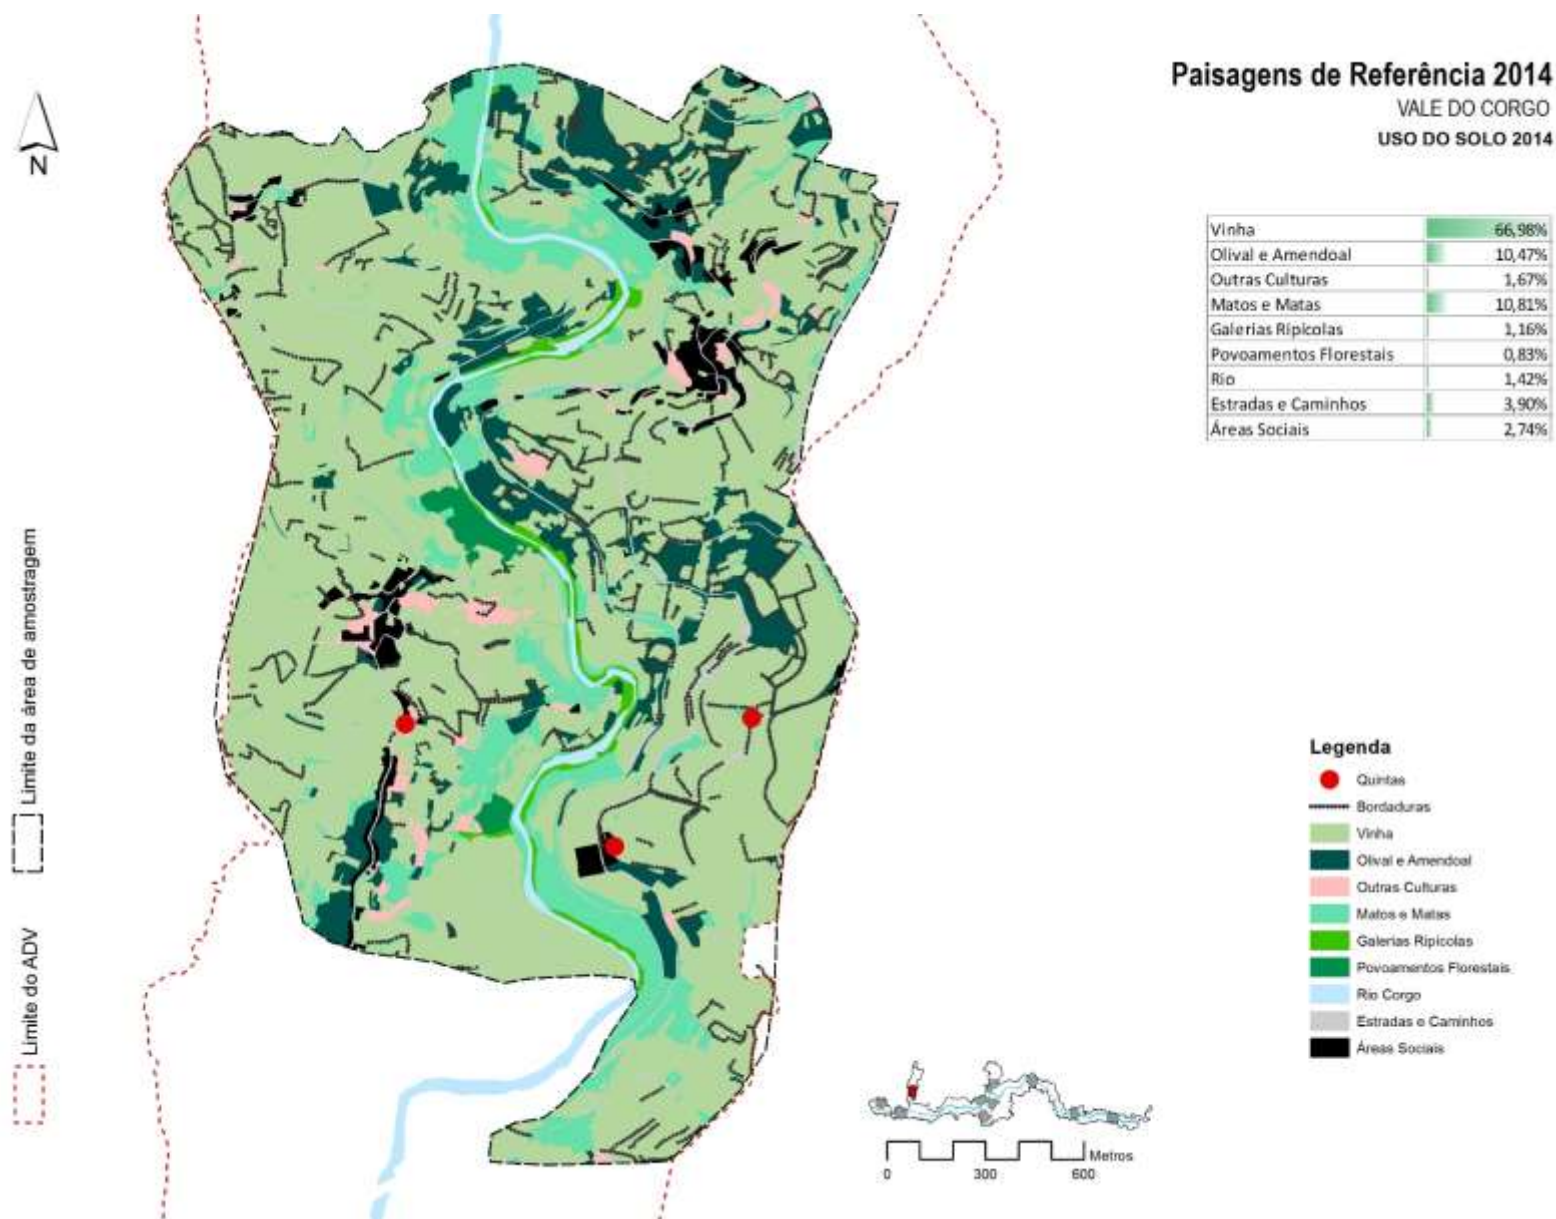 Paisagens de Referência 2014
VALE DO CORGO
USO DO SOLO 2014
N
Vinha 66,98%
Olival e Amendoal 10,47%
Outras Culturas 1,67%
Matos e Matas 10,81%
Galerias Ripícolas 1,16%
Povoamentos Florestais 0,83%
Rio 1,42%
Estradas e Caminhos 3,90%
Áreas Sociais 2,74%
Limite da área de amostragem
Limite do ADV
Legenda
Quintas
Bordaduras
Vinha
Olival e Amendoal
Outras Culturas
Matos e Matas
Galerias Ripícolas
Povoamentos Florestais
Rio Corgo
Estradas e Caminhos
Áreas Sociais
Metros
0 300 600